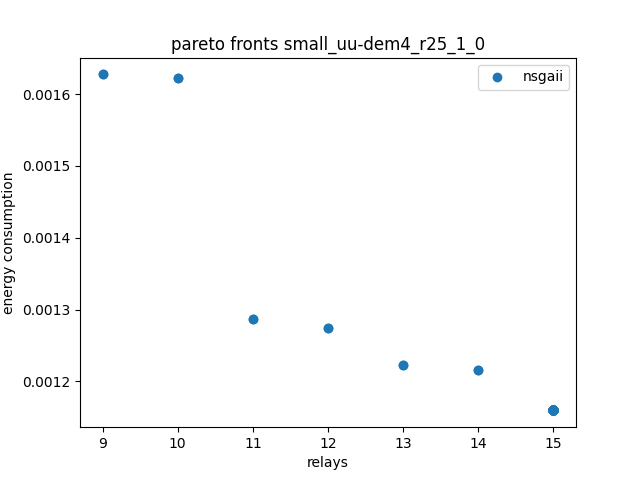 pareto fronts small_uu-dem4_r25_1_0
nsgaii
0.0016
0.0015
0.0014
0.0013
0.0012
energy consumption
9 10 11 12 13 14 15
relays